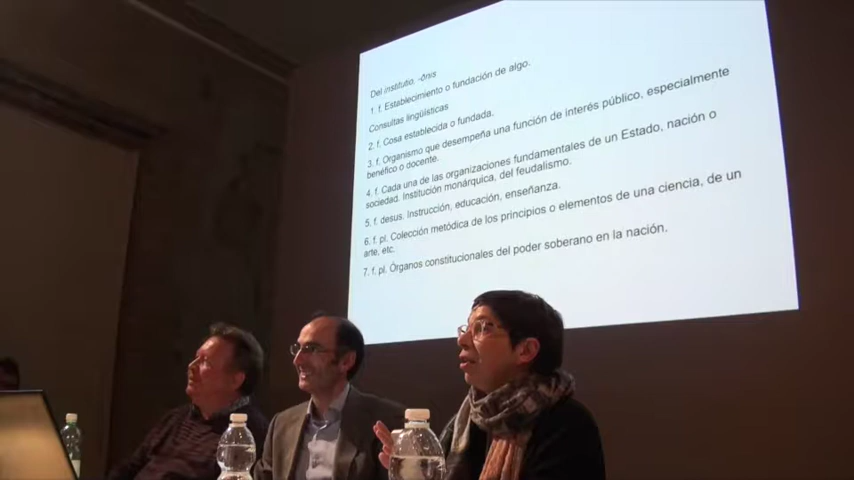 Del institutio, -ōnis
1. f. Establecimiento o fundación de algo.
Consultas lingüísticas
2. f. Cosa establecida o fundada.
3. f. Organismo que desempeña una función de interés público, especialmente
benéfico o docente.
4. f. Cada una de las organizaciones fundamentales de un Estado, nación o
sociedad. Institución monárquica, del feudalismo.
5. f. desus. Instrucción, educación, enseñanza.
6. f. pl. Colección metódica de los principios o elementos de una ciencia, de un
arte, etc.
7. f. pl. Órganos constitucionales del poder soberano en la nación.